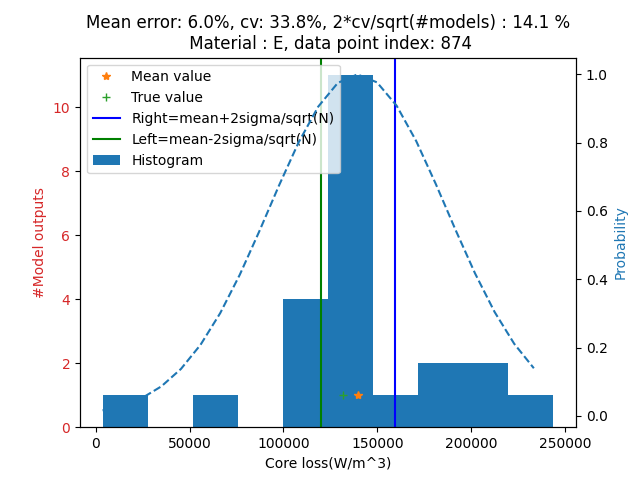 Mean error: 6.0%, cv: 33.8%, 2*cv/sqrt(#models) : 14.1 %
Material : E, data point index: 874
Mean value
True value
Right=mean+2sigma/sqrt(N)
Left=mean-2sigma/sqrt(N)
Histogram
#Model outputs
10
8
6
4
2
0
1.0
0.8
0.6
0.4
0.2
0.0
Probability
0 50000 100000 150000 200000 250000
Core loss(W/m^3)